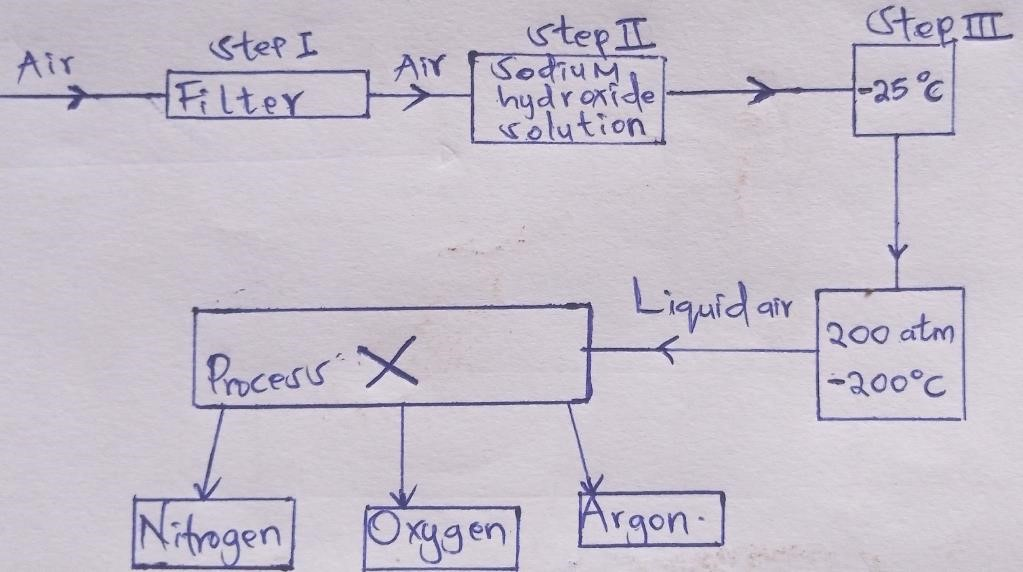 Air
Step I
Filter
Air
Step II
Sodium
hydroxide
solution
Step III
-25°C
200 atm
-200°C
Liquid air
Process X
Nitrogen
Oxygen
Argon.